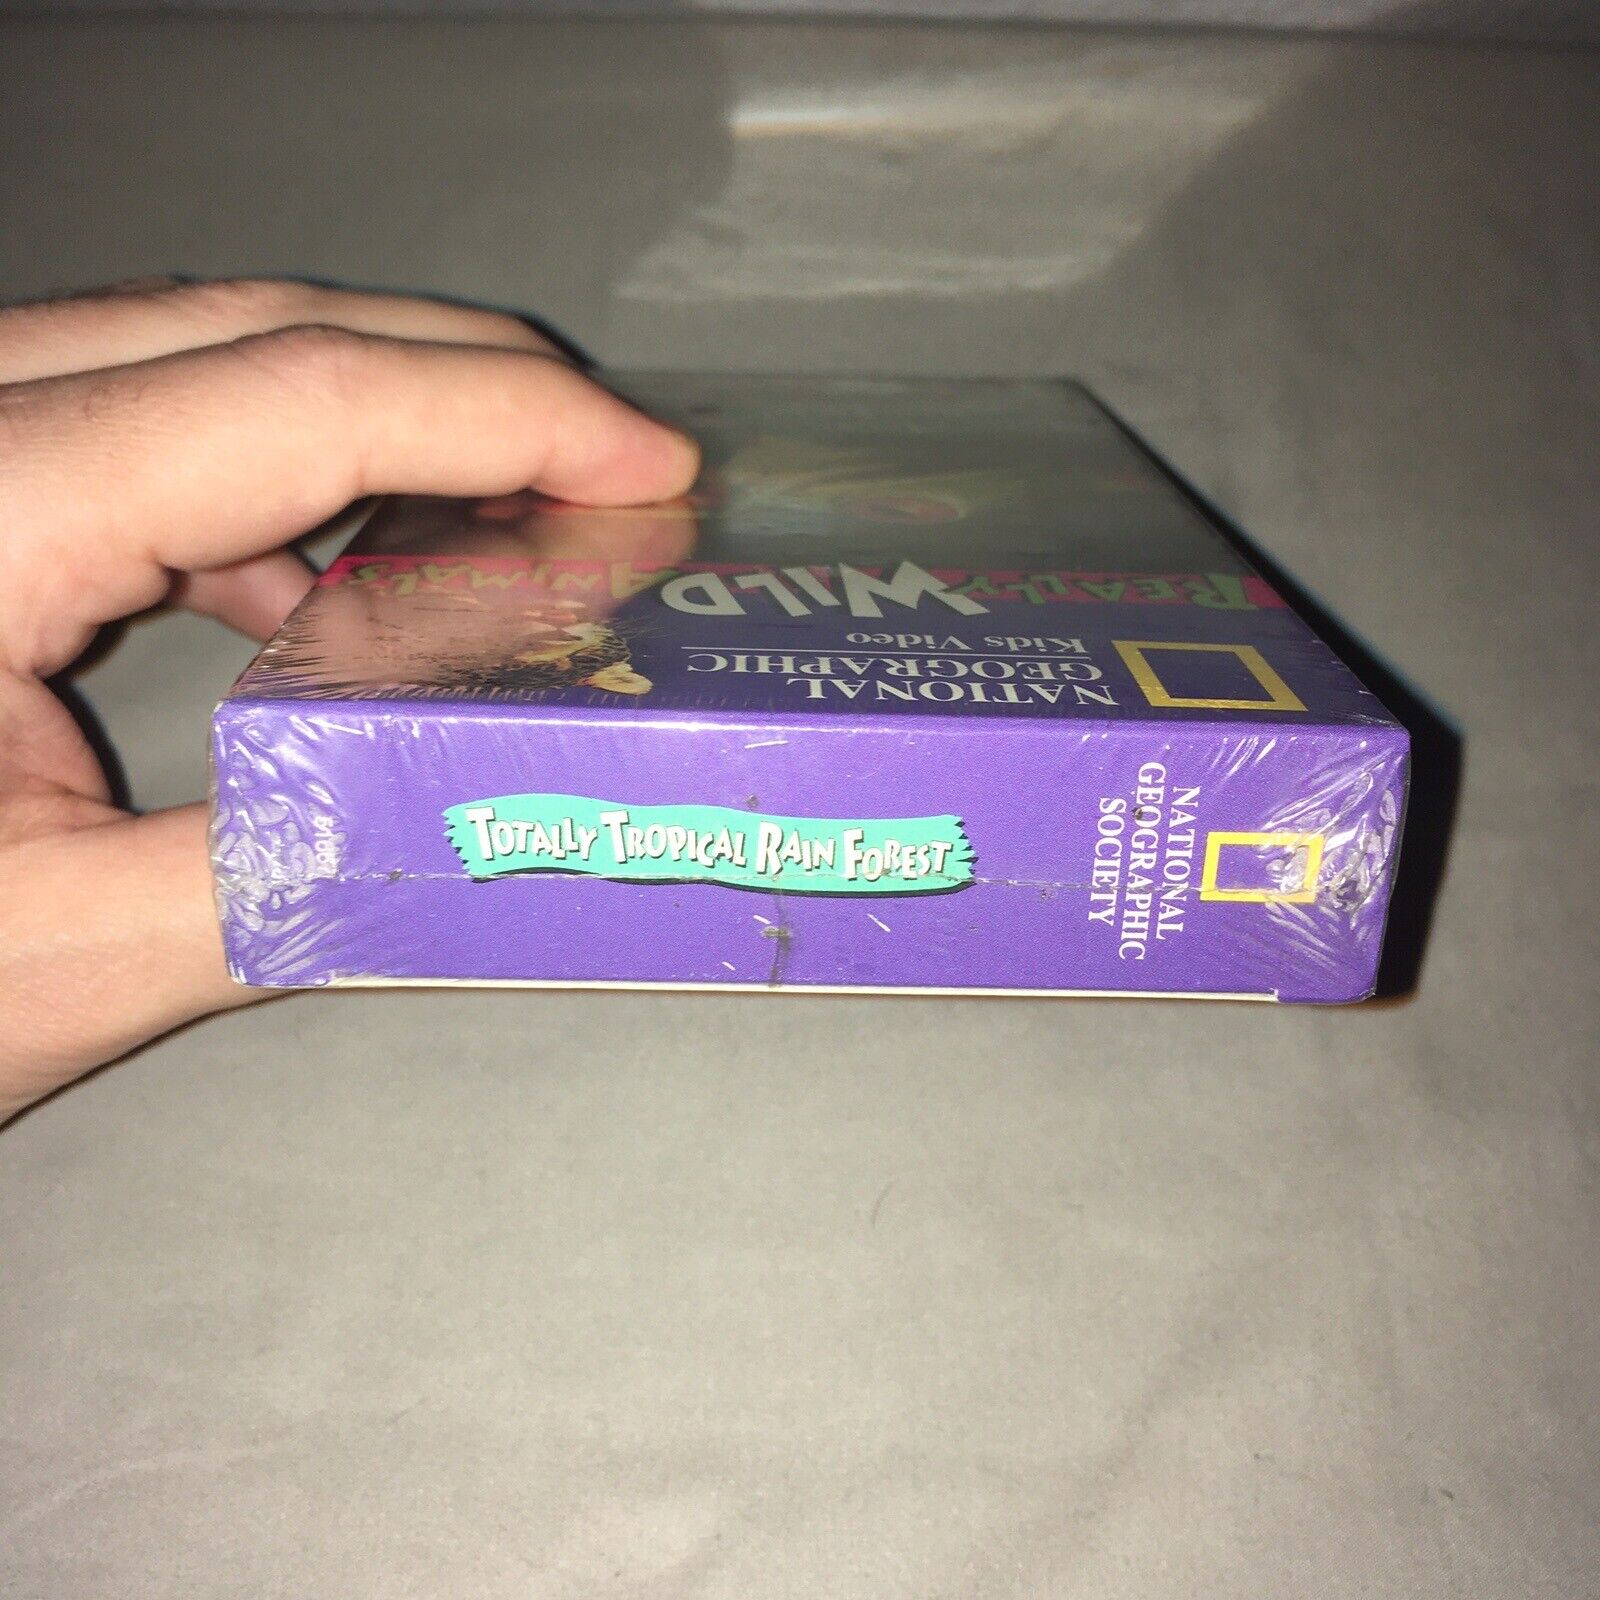 REALLY WILD ANIMALS
NATIONAL
GEOGRAPHIC
Kids Video
TOTALLY TROPICAL RAIN FOREST
NATIONAL
GEOGRAPHIC
SOCIETY